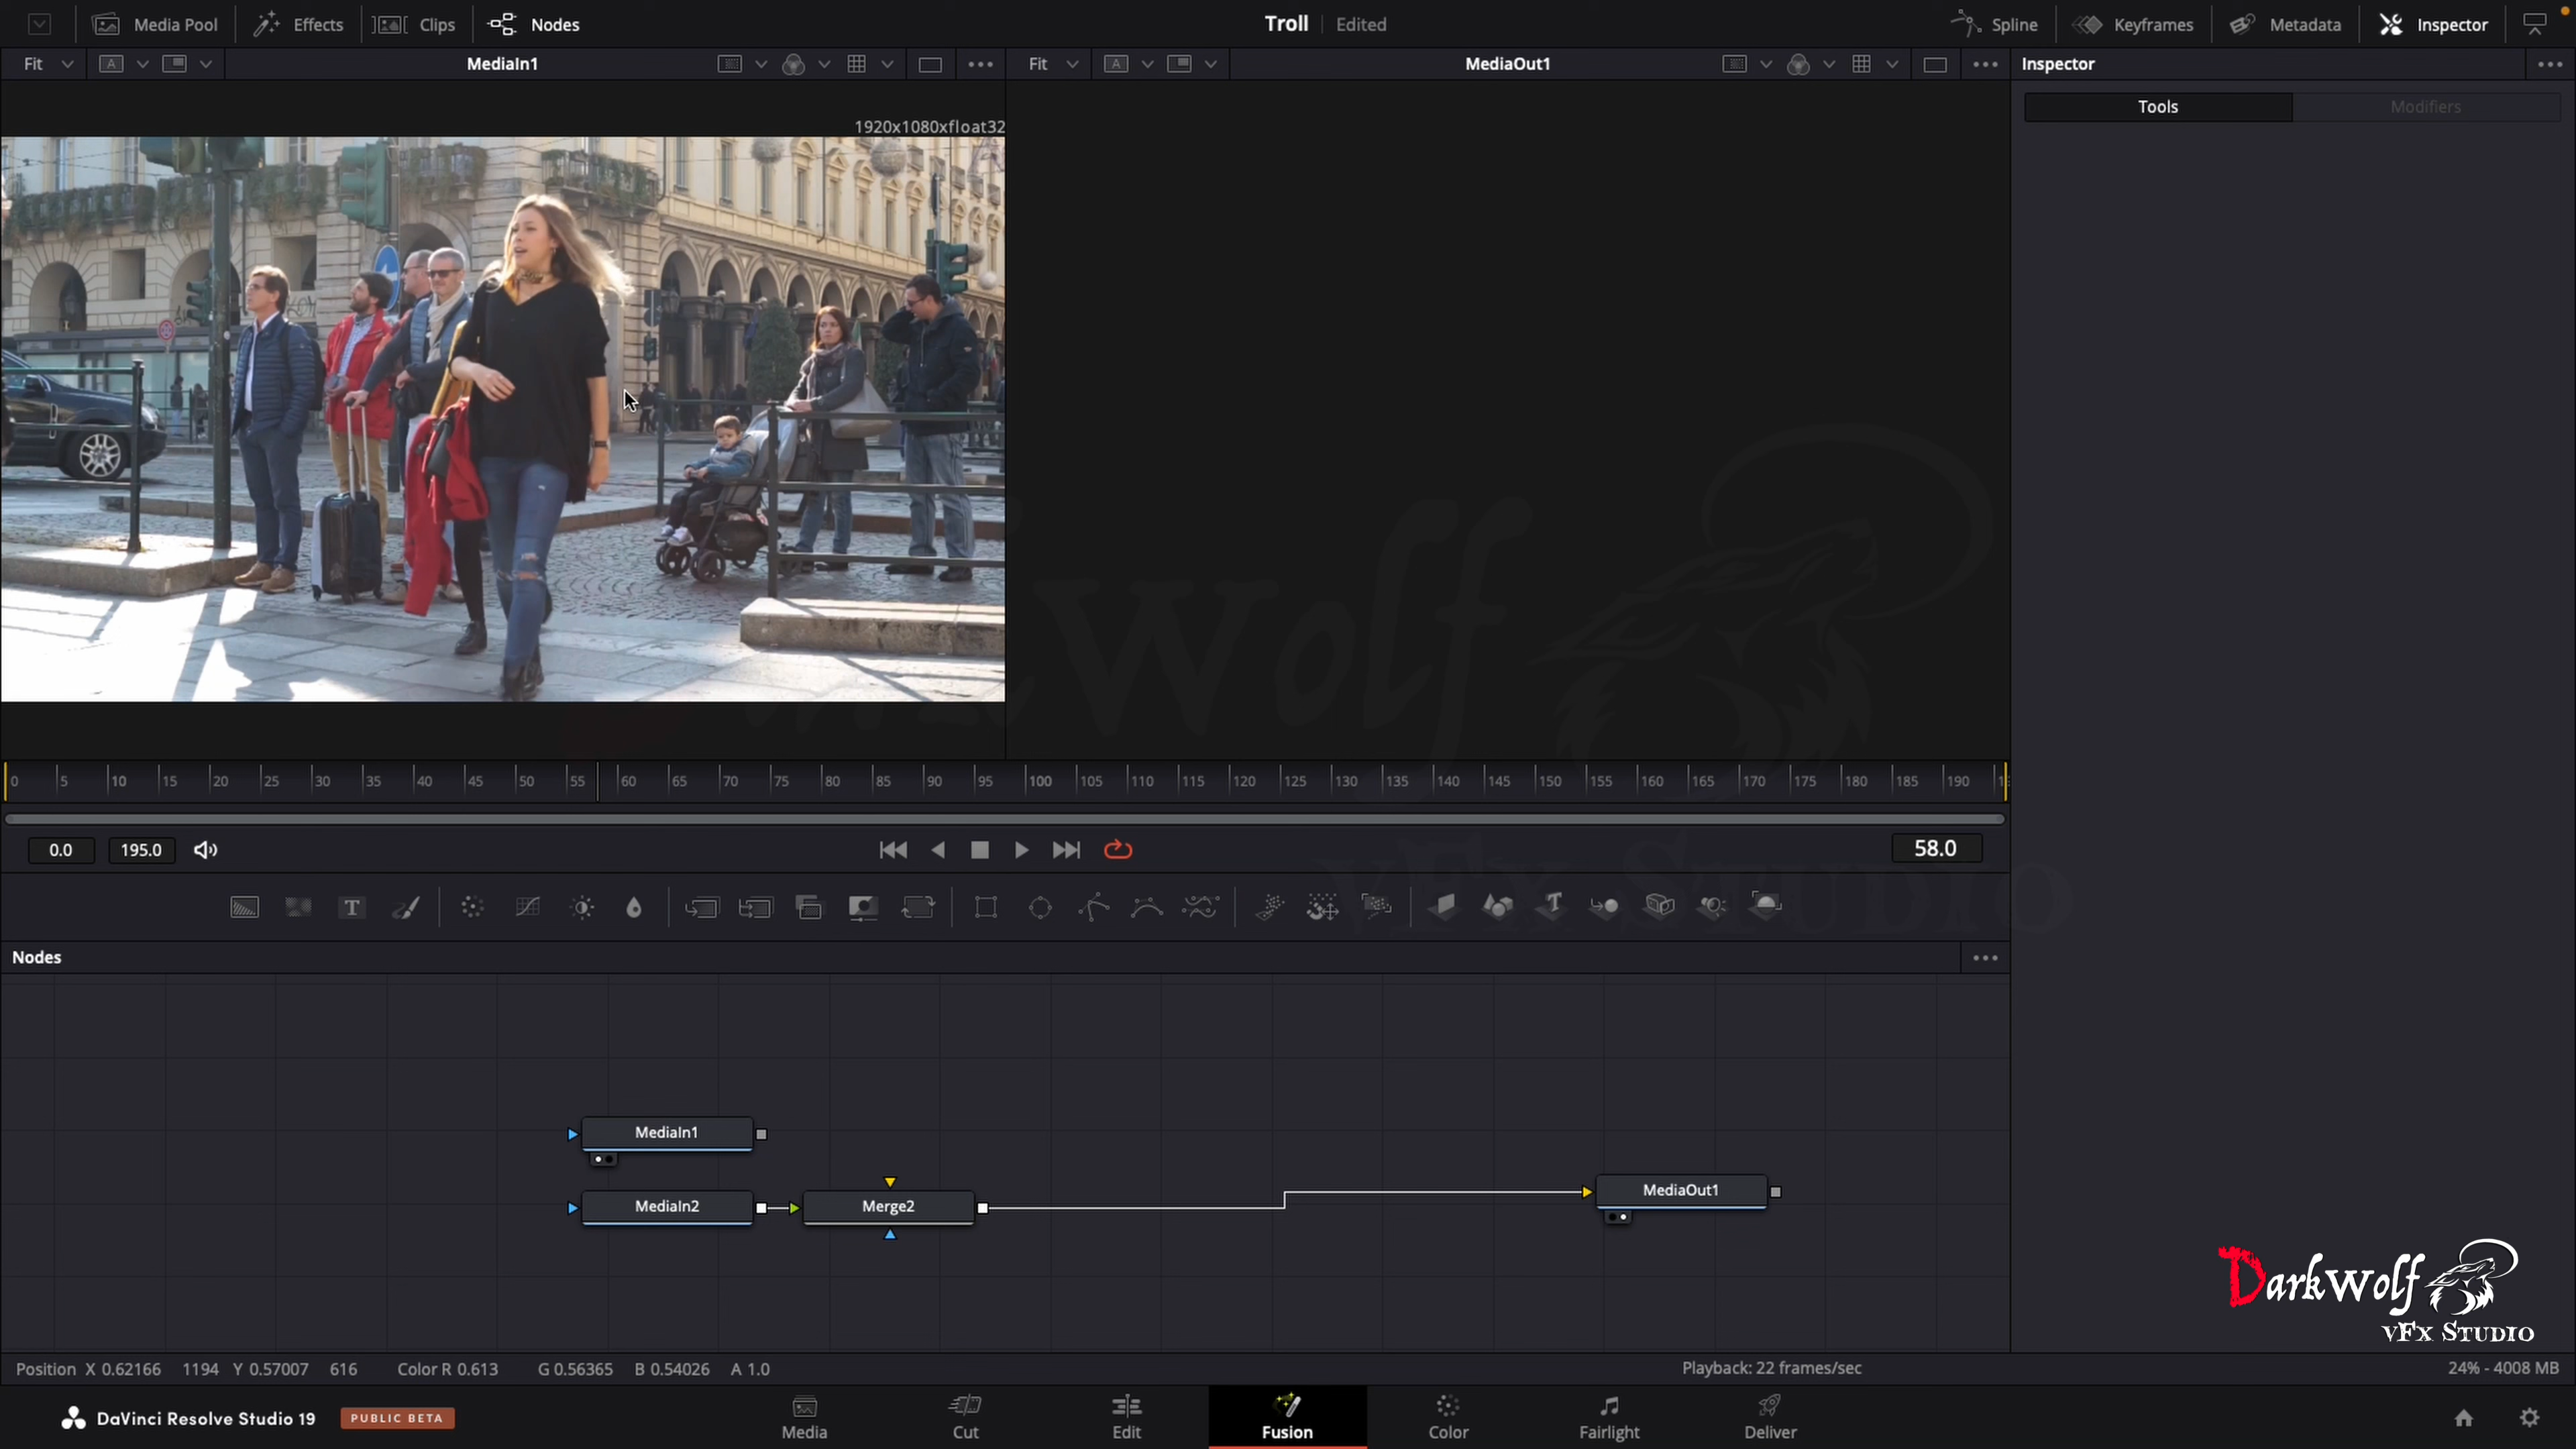 Media Pool Effects Clips Nodes Troll Edited Spline Keyframes Metadata Inspector
Fit A MediaIn1 Fit A MediaOut1 Inspector
Tools Modifiers
1920x1080xfloat32
Wolf
0 5 10 15 20 25 30 35 40 45 50 55 60 65 70 75 80 85 90 95 100 105 110 115 120 125 130 135 140 145 150 155 160 165 170 175 180 185 190
0.0 195.0 58.0
T
vFx Studio
Nodes
MediaIn1
MediaIn2 Merge2 MediaOut1
DarkWolf
vFx Studio
Position X 0.62166 1194 Y 0.57007 616 Color R 0.613 G 0.56365 B 0.54026 A 1.0 Playback: 22 frames/sec 24% - 4008 MB
DaVinci Resolve Studio 19 PUBLIC BETA Media Cut Edit Fusion Color Fairlight Deliver